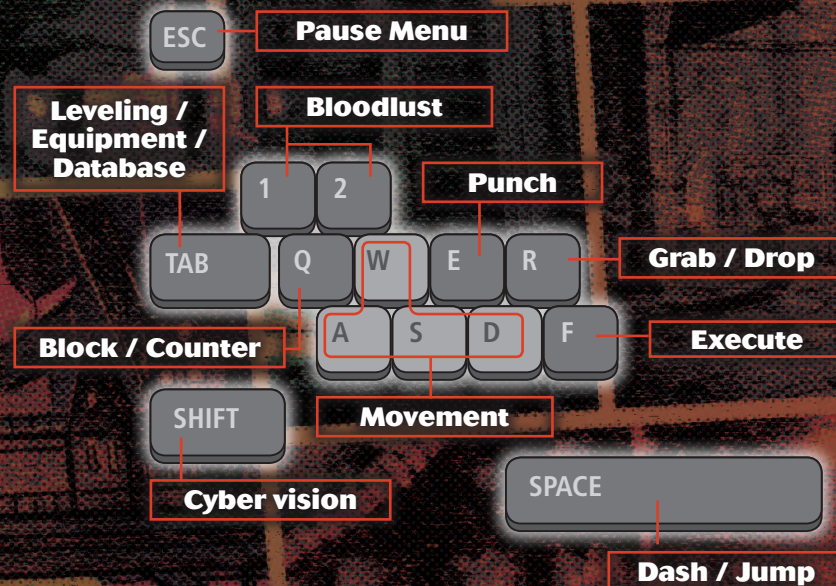 ESC
Pause Menu
Leveling /
Equipment /
Database
Bloodlust
1
2
Punch
TAB
Q
W
E
R
Grab / Drop
Block / Counter
A
S
D
F
Execute
SHIFT
Movement
Cyber vision
SPACE
Dash / Jump